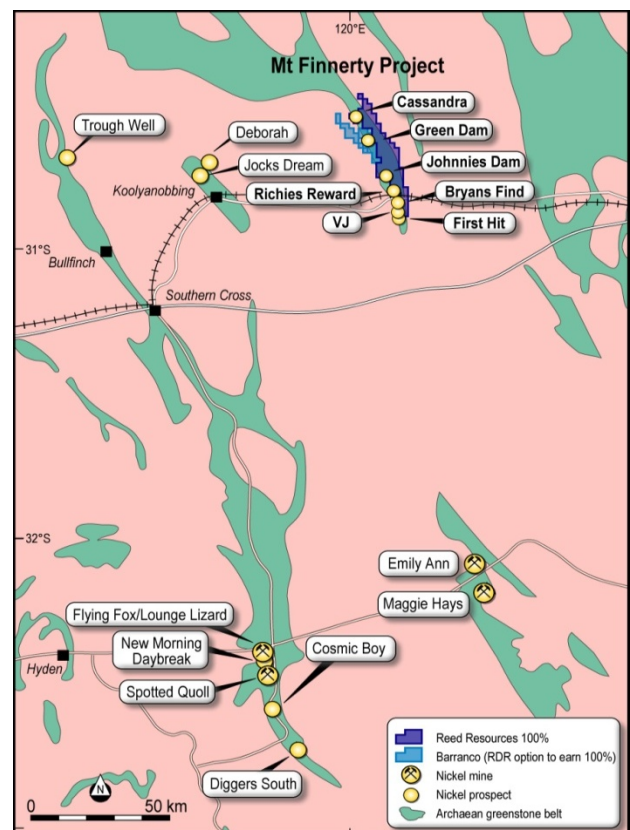 120°E
Mt Finnerty Project
Cassandra
Trough Well
Deborah
Green Dam
Jocks Dream
Johnnies Dam
Koolyanobbing
Richies Reward
Bryans Find
VJ
First Hit
31°S
Bullfinch
Southern Cross
32°S
Emily Ann
Maggie Hays
Flying Fox/Lounge Lizard
New Morning
Daybreak
Cosmic Boy
Hyden
Spotted Quoll
Diggers South
Reed Resources 100%
Barranco (RDR option to earn 100%)
Nickel mine
Nickel prospect
Archaean greenstone belt
N
0 50 km